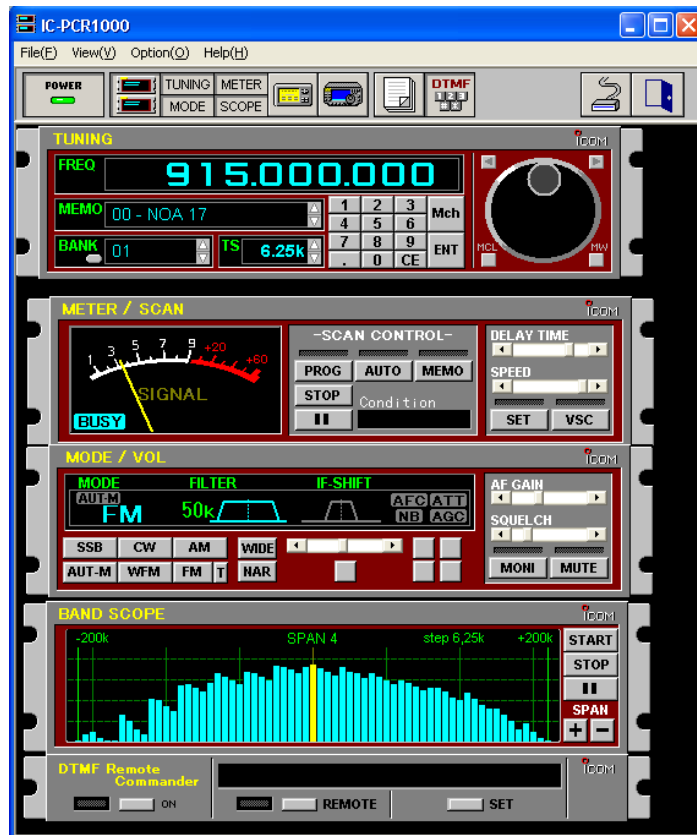 IC-PCR1000
File(F) View(V) Option(O) Help(H)
POWER TUNING METER DTMF
MODE SCOPE 1 2 3
TUNING ICOM
FREQ 915.000.000
MEMO 00 - NOA 17 1 2 3 Mch
4 5 6
BANK 01 TS 6.25k 7 8 9 ENT MCL MW
. 0 CE
METER / SCAN ICOM
1 3 5 7 9 +20 +60 -SCAN CONTROL- DELAY TIME
PROG AUTO MEMO SPEED
SIGNAL STOP Condition
BUSY SET VSC
MODE / VOL ICOM
MODE FILTER IF-SHIFT AF GAIN
AUT-M FM 50k AFC ATT
NB AGC SQUELCH
SSB CW AM WIDE
AUT-M WFM FM T NAR MONI MUTE
BAND SCOPE ICOM
-200k SPAN 4 step 6,25k +200k START
STOP
SPAN
+ -
DTMF Remote ICOM
Commander
ON REMOTE SET